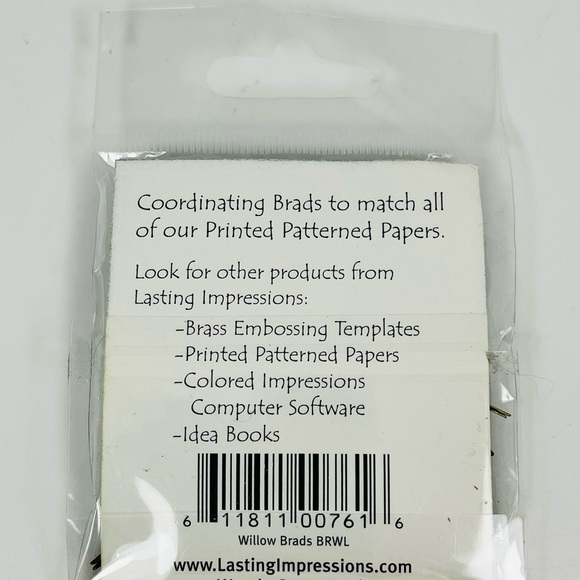 Coordinating Brads to match all
of our Printed Patterned Papers.
Look for other products from
Lasting Impressions:
-Brass Embossing Templates
-Printed Patterned Papers
-Colored Impressions
Computer Software
-Idea Books
6 11811 00761 6
Willow Brads BRWL
www.LastingImpressions.com